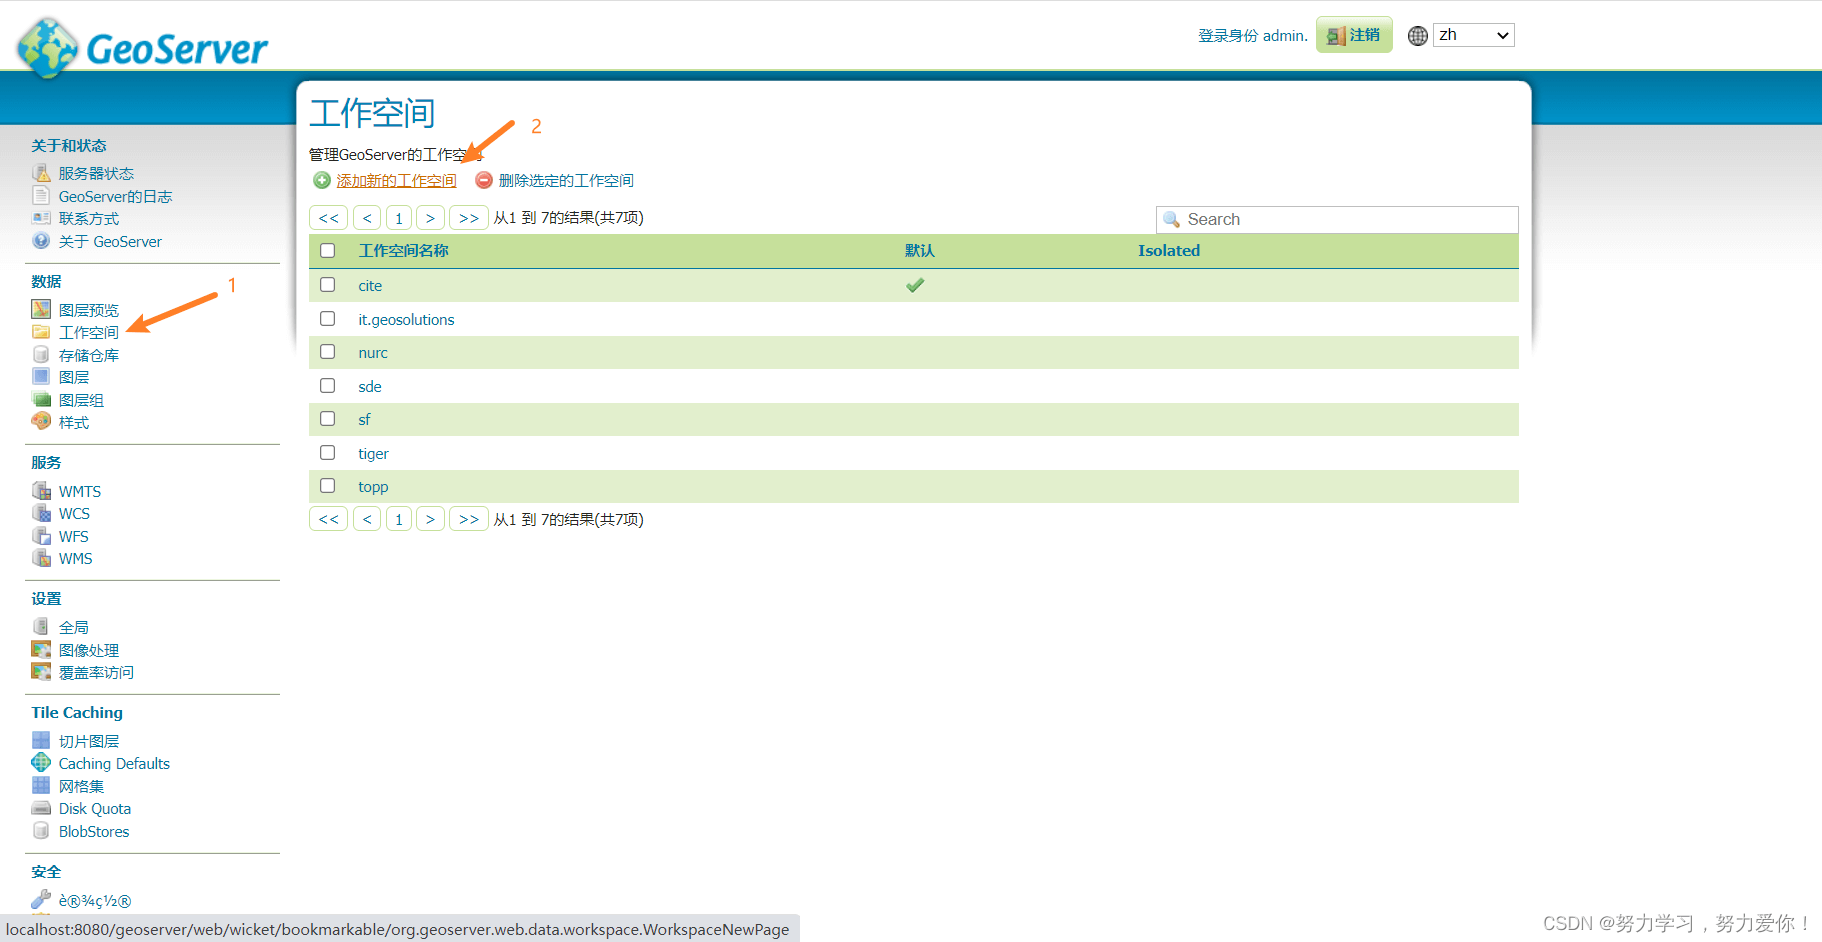 GeoServer
登录身份 admin.
注销
zh
工作空间
2
管理GeoServer的工作空间
添加新的工作空间 删除选定的工作空间
<< < 1 > >> 从1 到 7的结果(共7项)
Search
工作空间名称 默认 Isolated
cite
it.geosolutions
nurc
sde
sf
tiger
topp
<< < 1 > >> 从1 到 7的结果(共7项)
关于和状态
服务器状态
GeoServer的日志
联系方式
关于 GeoServer
数据
1
图层预览
工作空间
存储仓库
图层
图层组
样式
服务
WMTS
WCS
WFS
WMS
设置
全局
图像处理
覆盖率访问
Tile Caching
切片图层
Caching Defaults
网格集
Disk Quota
BlobStores
安全
è®¾ç½®
localhost:8080/geoserver/web/wicket/bookmarkable/org.geoserver.web.data.workspace.WorkspaceNewPage
CSDN @努力学习，努力爱你！